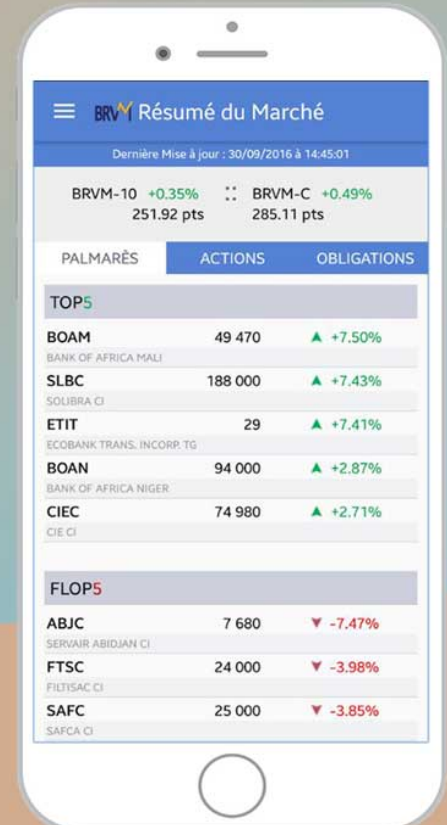 BRVM Résumé du Marché
Dernière Mise à jour : 30/09/2016 à 14:45:01
BRVM-10 +0.35% BRVM-C +0.49%
251.92 pts 285.11 pts
PALMARÈS ACTIONS OBLIGATIONS
TOP5
BOAM 49 470 +7.50%
BANK OF AFRICA MALI
SLBC 188 000 +7.43%
SOLIBRA CI
ETIT 29 +7.41%
ECOBANK TRANS. INCORP. TG
BOAN 94 000 +2.87%
BANK OF AFRICA NIGER
CIEC 74 980 +2.71%
CIE CI
FLOP5
ABJC 7 680 -7.47%
SERVAIR ABIDJAN CI
FTSC 24 000 -3.98%
FILTISAC CI
SAFC 25 000 -3.85%
SAFCA CI